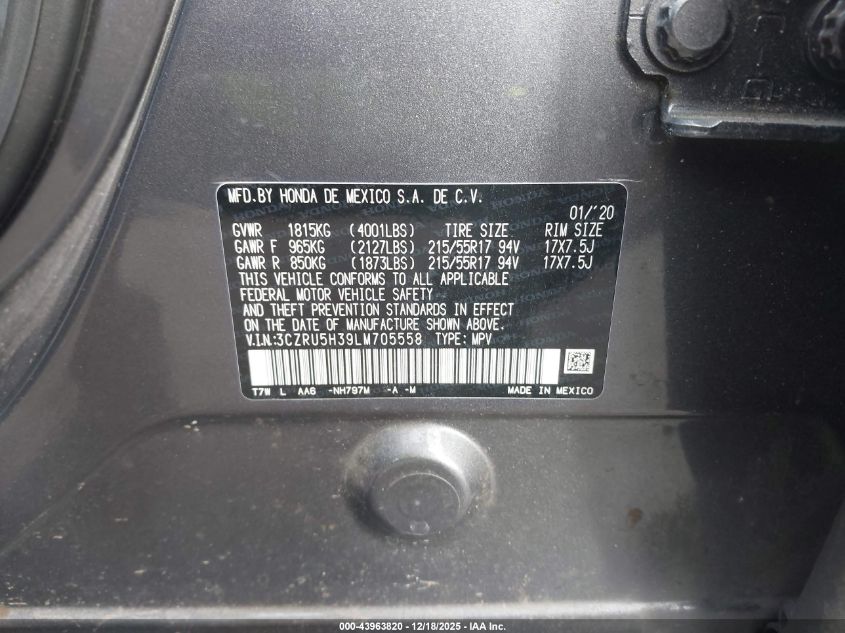 MFD.BY HONDA DE MEXICO S.A. DE C.V.
01/'20
GVWR 1815KG (4001LBS) TIRE SIZE RIM SIZE
GAWR F 965KG (2127LBS) 215/55R17 94V 17X7.5J
GAWR R 850KG (1873LBS) 215/55R17 94V 17X7.5J
THIS VEHICLE CONFORMS TO ALL APPLICABLE
FEDERAL MOTOR VEHICLE SAFETY
AND THEFT PREVENTION STANDARDS IN EFFECT
ON THE DATE OF MANUFACTURE SHOWN ABOVE.
V.I.N:3CZRU5H39LM705558 TYPE: MPV
T7W L AA6 -NH797M -A -M MADE IN MEXICO
000-43963820 - 12/18/2025 - IAA Inc.